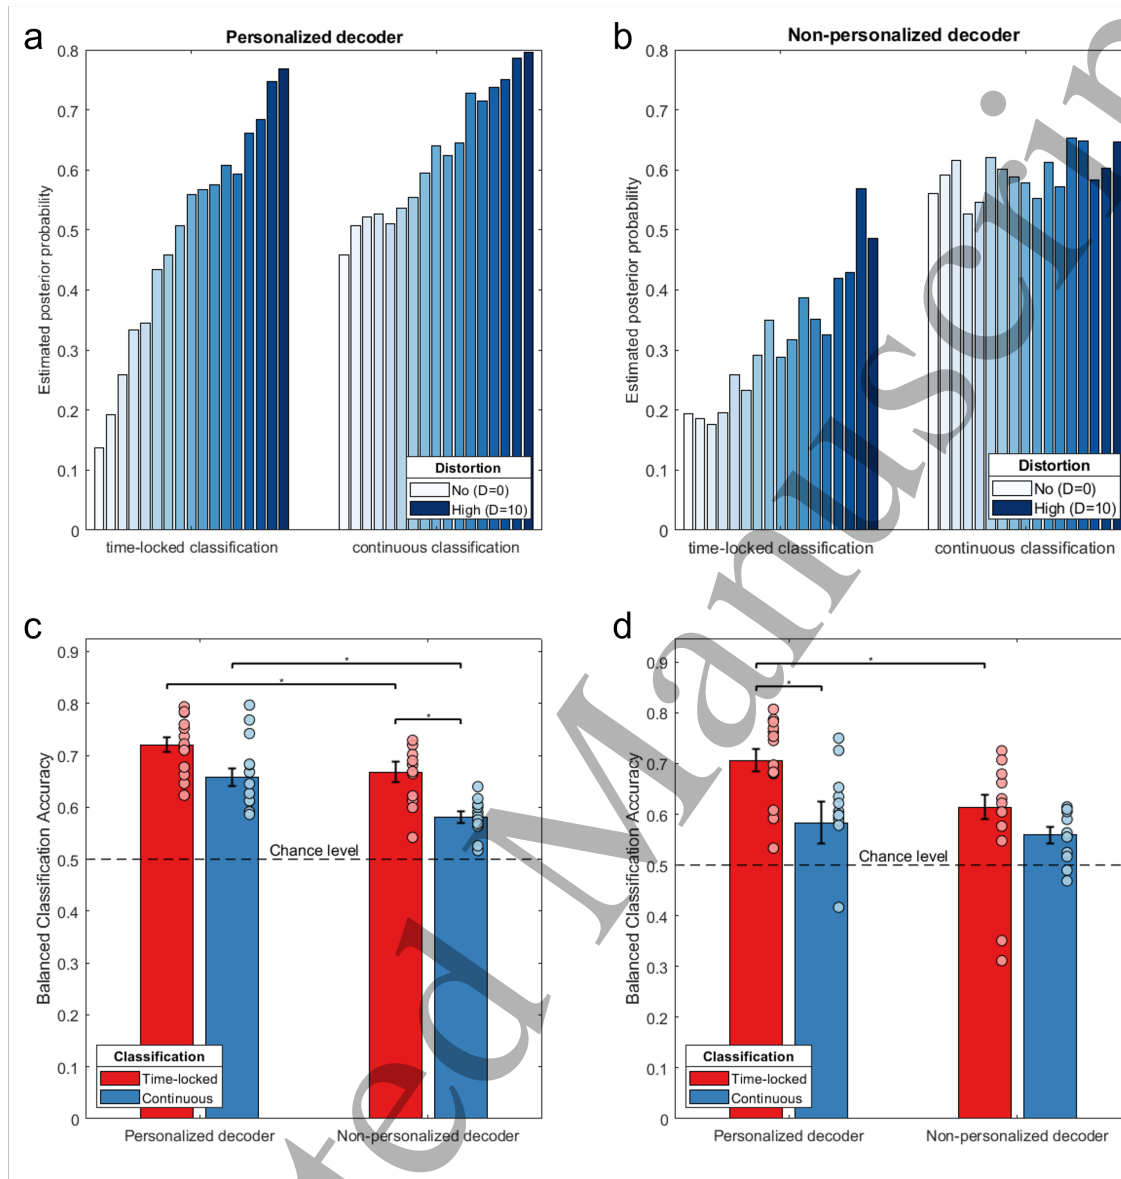 a
Personalized decoder
0.8
0.7
0.6
0.5
0.4
0.3
0.2
0.1
0
Estimated posterior probability
Distortion
No (D=0)
High (D=10)
time-locked classification
continuous classification
b
Non-personalized decoder
0.8
0.7
0.6
0.5
0.4
0.3
0.2
0.1
0
Estimated posterior probability
Distortion
No (D=0)
High (D=10)
time-locked classification
continuous classification
c
0.9
0.8
0.7
0.6
0.5
0.4
0.3
0.2
0.1
0
Balanced Classification Accuracy
*
*
*
Chance level
Classification
Time-locked
Continuous
Personalized decoder
Non-personalized decoder
d
0.9
0.8
0.7
0.6
0.5
0.4
0.3
0.2
0.1
0
Balanced Classification Accuracy
*
*
Chance level
Classification
Time-locked
Continuous
Personalized decoder
Non-personalized decoder
ted Manuscrip